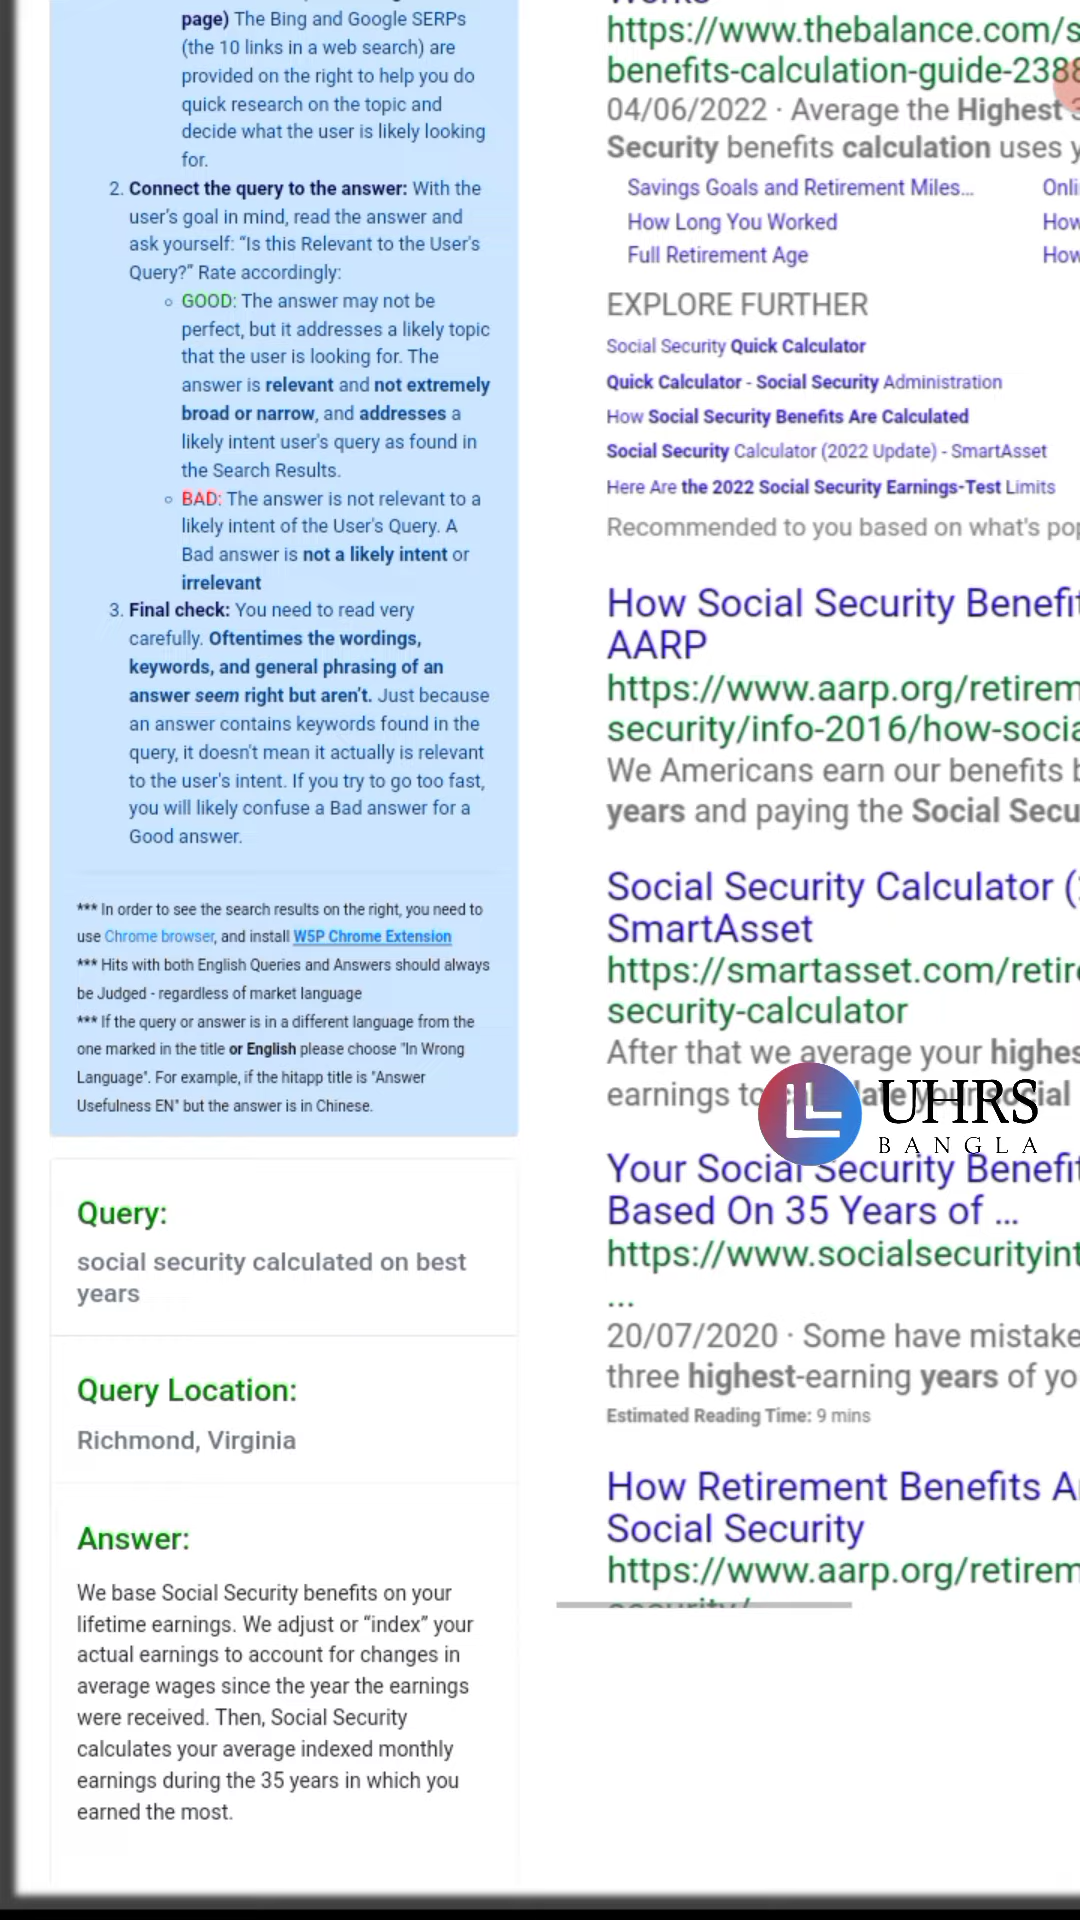 page) The Bing and Google SERPs
(the 10 links in a web search) are
provided on the right to help you do
quick research on the topic and
decide what the user is likely looking
for.
2. Connect the query to the answer: With the
user's goal in mind, read the answer and
ask yourself: “Is this Relevant to the User's
Query?” Rate accordingly:
GOOD: The answer may not be
perfect, but it addresses a likely topic
that the user is looking for. The
answer is relevant and not extremely
broad or narrow, and addresses a
likely intent user's query as found in
the Search Results.
BAD: The answer is not relevant to a
likely intent of the User's Query. A
Bad answer is not a likely intent or
irrelevant
3. Final check: You need to read very
carefully. Oftentimes the wordings,
keywords, and general phrasing of an
answer seem right but aren't. Just because
an answer contains keywords found in the
query, it doesn't mean it actually is relevant
to the user's intent. If you try to go too fast,
you will likely confuse a Bad answer for a
Good answer.
*** In order to see the search results on the right, you need to
use Chrome browser, and install W5P Chrome Extension
*** Hits with both English Queries and Answers should always
be Judged - regardless of market language
*** If the query or answer is in a different language from the
one marked in the title or English please choose "In Wrong
Language". For example, if the hitapp title is "Answer
Usefulness EN" but the answer is in Chinese.
Query:
social security calculated on best
years
Query Location:
Richmond, Virginia
Answer:
We base Social Security benefits on your
lifetime earnings. We adjust or “index” your
actual earnings to account for changes in
average wages since the year the earnings
were received. Then, Social Security
calculates your average indexed monthly
earnings during the 35 years in which you
earned the most.
Works
https://www.thebalance.com/s
benefits-calculation-guide-2388
04/06/2022 · Average the Highest 3
Security benefits calculation uses y
Savings Goals and Retirement Miles... Onli
How Long You Worked How
Full Retirement Age How
EXPLORE FURTHER
Social Security Quick Calculator
Quick Calculator - Social Security Administration
How Social Security Benefits Are Calculated
Social Security Calculator (2022 Update) - SmartAsset
Here Are the 2022 Social Security Earnings-Test Limits
Recommended to you based on what's pop
How Social Security Benefit
AARP
https://www.aarp.org/retirem
security/info-2016/how-socia
We Americans earn our benefits b
years and paying the Social Secu
Social Security Calculator (2
SmartAsset
https://smartasset.com/retire
security-calculator
After that we average your highes
earnings to your social
UHRS
BANGLA
Your Social Security Benefit
Based On 35 Years of ...
https://www.socialsecurityint
...
20/07/2020 · Some have mistake
three highest-earning years of yo
Estimated Reading Time: 9 mins
How Retirement Benefits A
Social Security
https://www.aarp.org/retirem
security/